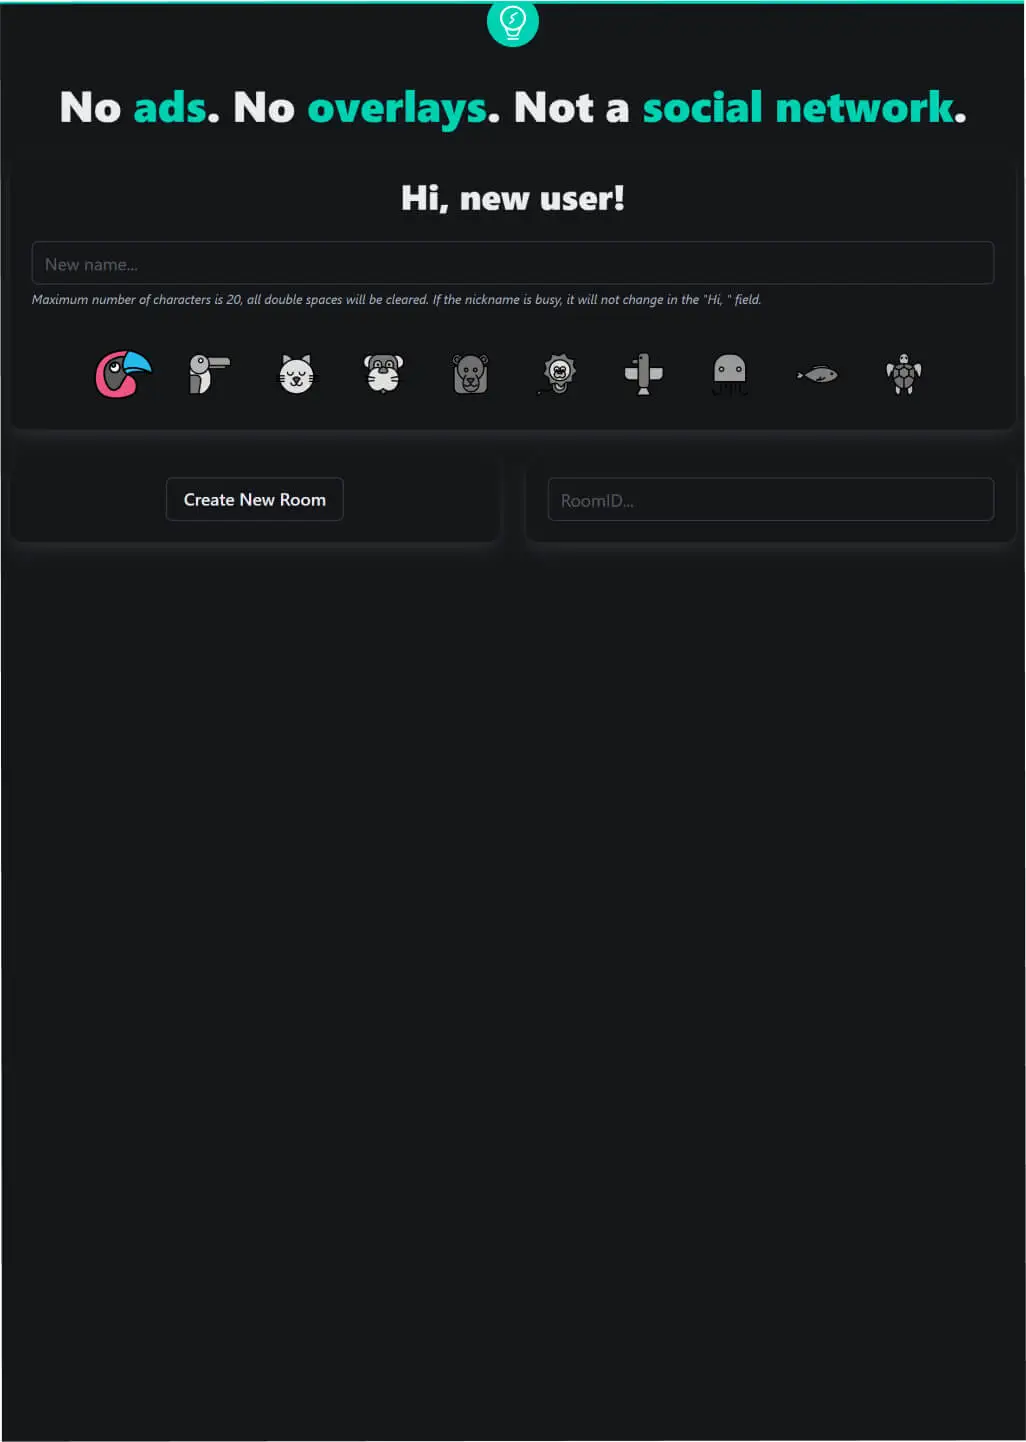 No ads. No overlays. Not a social network.
Hi, new user!
New name...
Maximum number of characters is 20, all double spaces will be cleared. If the nickname is busy, it will not change in the "Hi, " field.
Create New Room
RoomID...